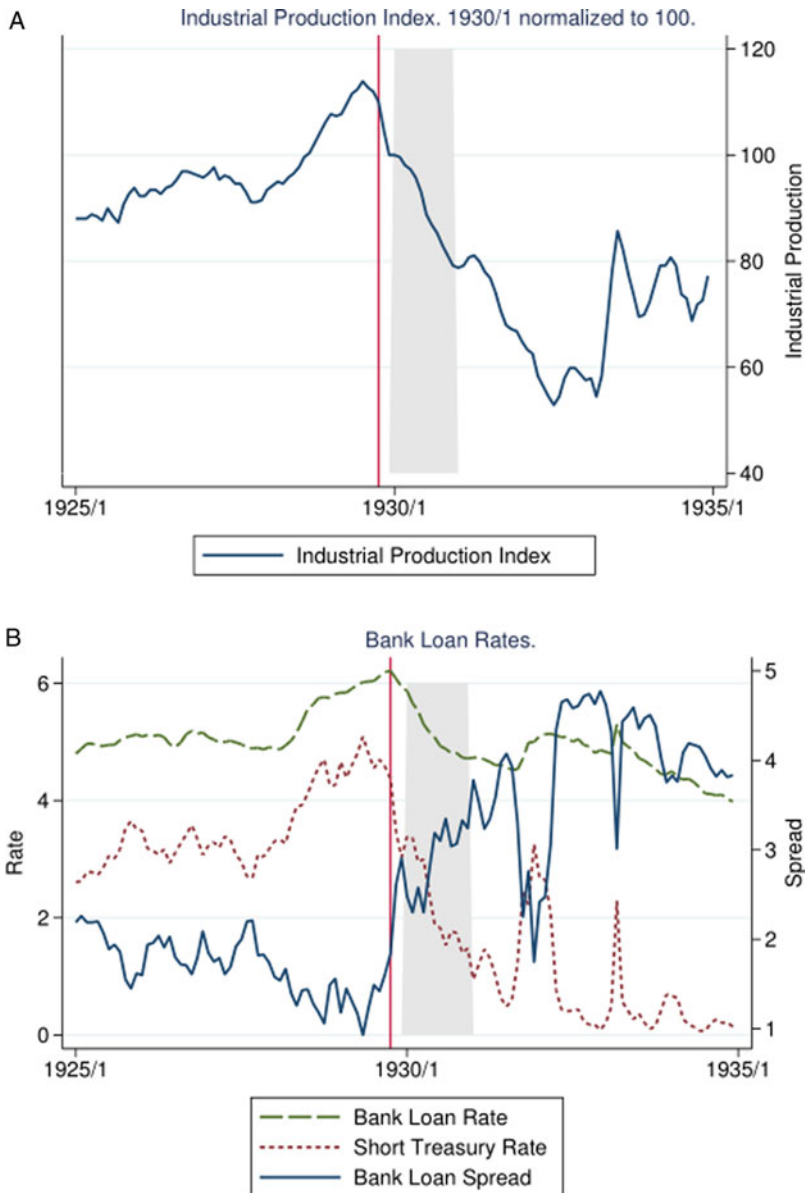 A
Industrial Production Index. 1930/1 normalized to 100.
120
100
80
60
40
Industrial Production
1925/1
1930/1
1935/1
Industrial Production Index
B
Bank Loan Rates.
6
4
2
0
Rate
5
4
3
2
1
Spread
1925/1
1930/1
1935/1
Bank Loan Rate
Short Treasury Rate
Bank Loan Spread